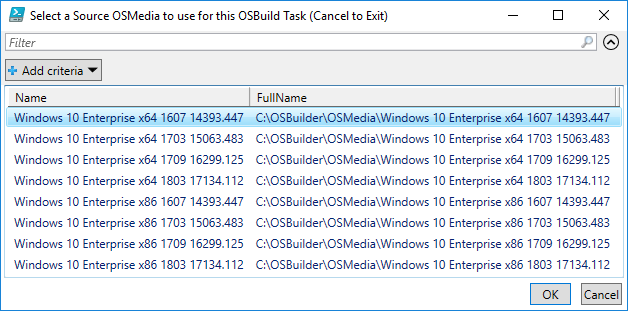 Select a Source OSMedia to use for this OSBuild Task (Cancel to Exit)
Filter
Add criteria
Name FullName
Windows 10 Enterprise x64 1607 14393.447 C:\OSBuilder\OSMedia\Windows 10 Enterprise x64 1607 14393.447
Windows 10 Enterprise x64 1703 15063.483 C:\OSBuilder\OSMedia\Windows 10 Enterprise x64 1703 15063.483
Windows 10 Enterprise x64 1709 16299.125 C:\OSBuilder\OSMedia\Windows 10 Enterprise x64 1709 16299.125
Windows 10 Enterprise x64 1803 17134.112 C:\OSBuilder\OSMedia\Windows 10 Enterprise x64 1803 17134.112
Windows 10 Enterprise x86 1607 14393.447 C:\OSBuilder\OSMedia\Windows 10 Enterprise x86 1607 14393.447
Windows 10 Enterprise x86 1703 15063.483 C:\OSBuilder\OSMedia\Windows 10 Enterprise x86 1703 15063.483
Windows 10 Enterprise x86 1709 16299.125 C:\OSBuilder\OSMedia\Windows 10 Enterprise x86 1709 16299.125
Windows 10 Enterprise x86 1803 17134.112 C:\OSBuilder\OSMedia\Windows 10 Enterprise x86 1803 17134.112
OK Cancel